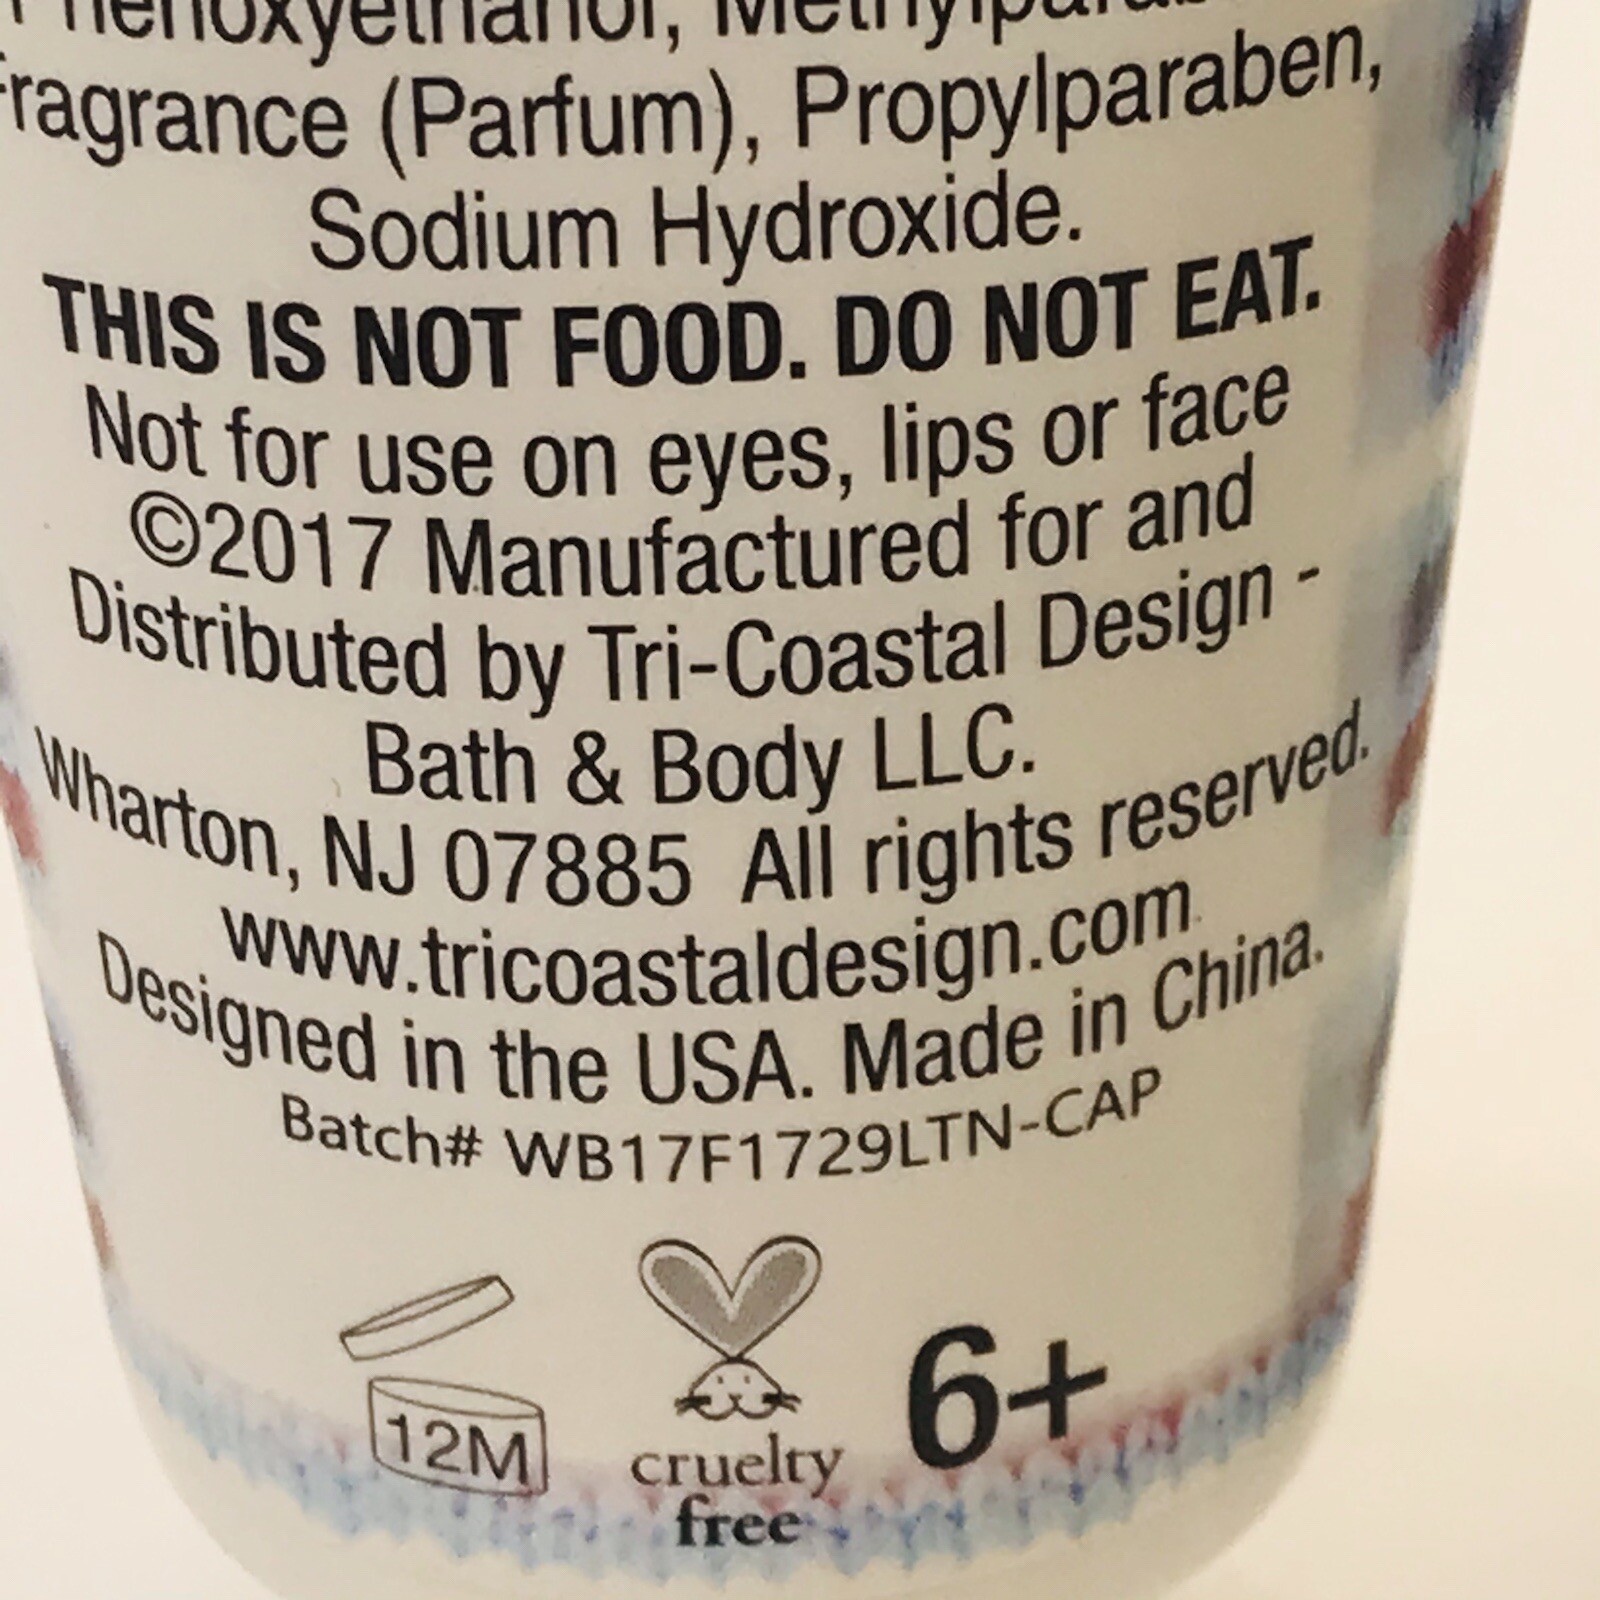 Phenoxyethanol,
Fragrance (Parfum), Propylparaben,
Sodium Hydroxide.
THIS IS NOT FOOD. DO NOT EAT.
Not for use on eyes, lips or face
©2017 Manufactured for and
Distributed by Tri-Coastal Design -
Bath & Body LLC.
Wharton, NJ 07885 All rights reserved.
www.tricoastaldesign.com
Designed in the USA. Made in China.
Batch# WB17F1729LTN-CAP
12M
cruelty
free
6+